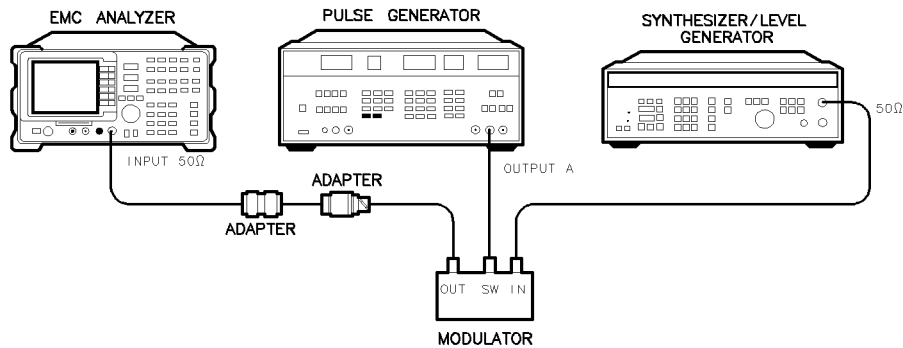 EMC ANALYZER
PULSE GENERATOR
SYNTHESIZER/LEVEL
GENERATOR
INPUT 50Ω
OUTPUT A
50Ω
ADAPTER
ADAPTER
OUT SW IN
MODULATOR